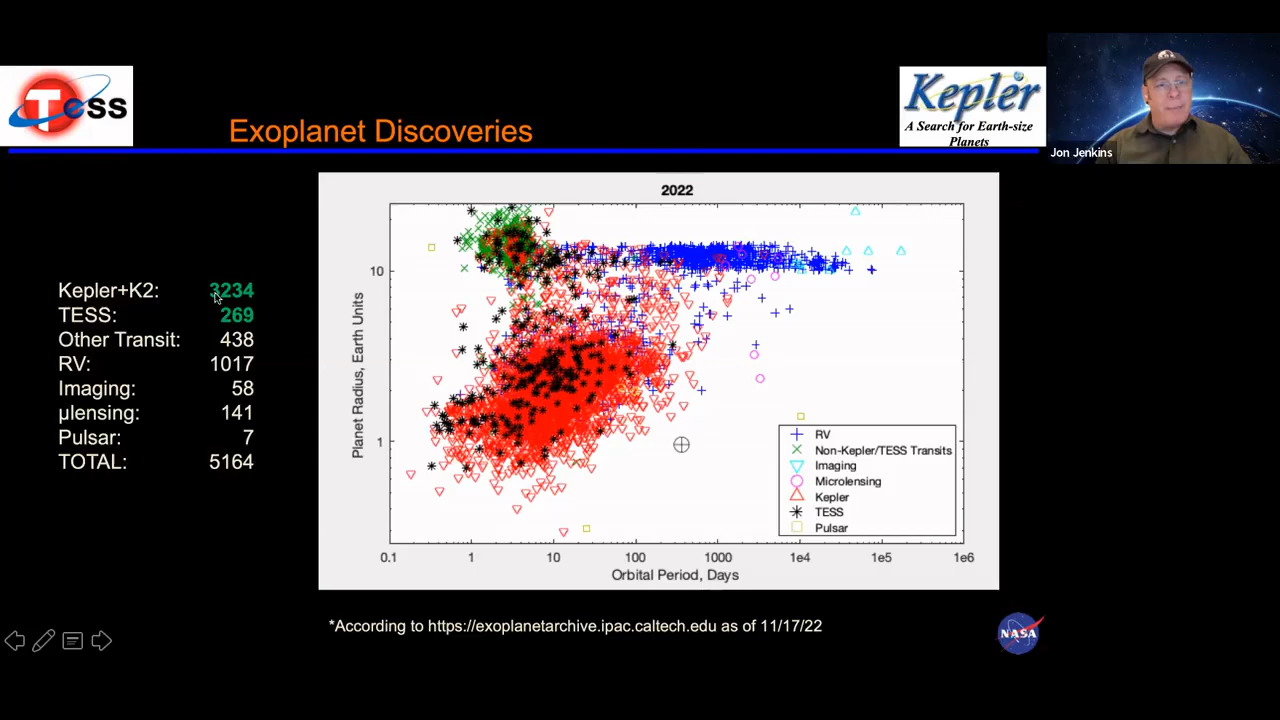 Tess
Exoplanet Discoveries
Kepler
A Search for Earth-size
Planets
Jon Jenkins
Kepler+K2: 3234
TESS: 269
Other Transit: 438
RV: 1017
Imaging: 58
μlensing: 141
Pulsar: 7
TOTAL: 5164
2022
Planet Radius, Earth Units
10
1
RV
Non-Kepler/TESS Transits
Imaging
Microlensing
Kepler
TESS
Pulsar
0.1 1 10 100 1000 1e4 1e5 1e6
Orbital Period, Days
*According to https://exoplanetarchive.ipac.caltech.edu as of 11/17/22
NASA